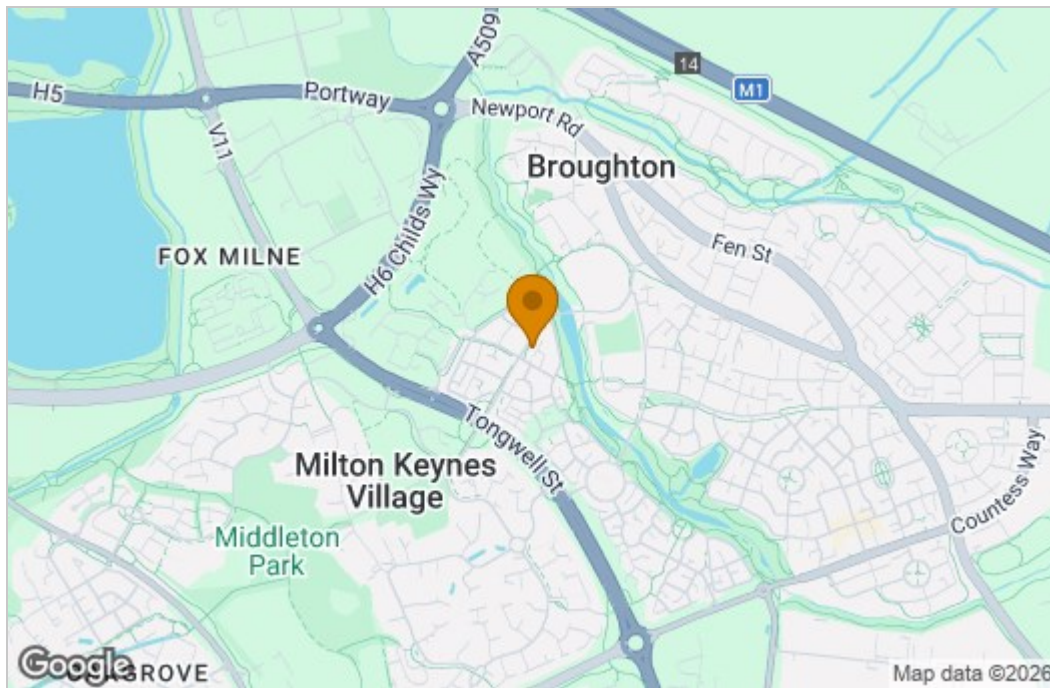 A509
14
M1
H5
Portway
Newport Rd
V11
Broughton
Fen St
FOX MILNE
H6 Childs Wy
Tongwell St
Milton Keynes
Village
Countess Way
Middleton
Park
Google
Map data ©2026